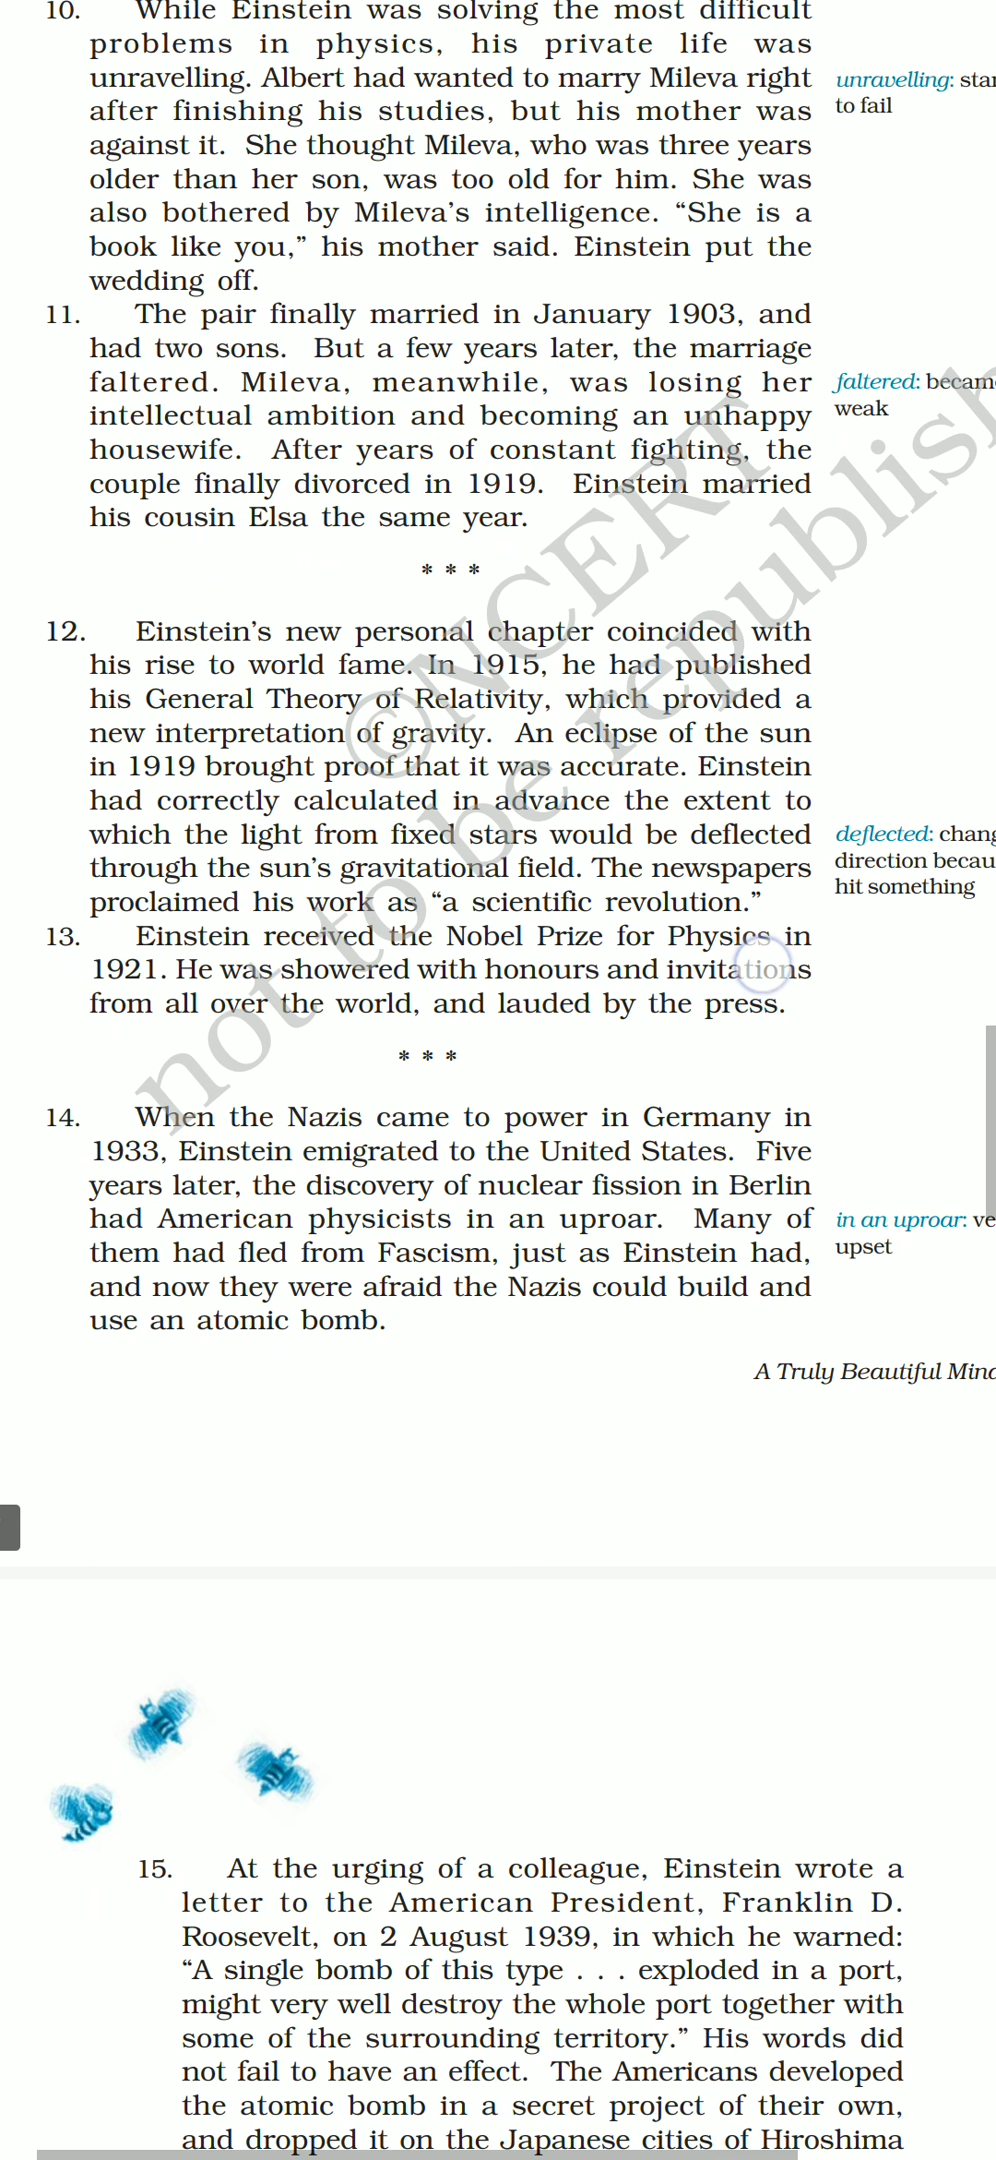 10. While Einstein was solving the most difficult
problems in physics, his private life was
unravelling. Albert had wanted to marry Mileva right
after finishing his studies, but his mother was
against it. She thought Mileva, who was three years
older than her son, was too old for him. She was
also bothered by Mileva’s intelligence. “She is a
book like you,” his mother said. Einstein put the
wedding off.
unravelling: star
to fail
11. The pair finally married in January 1903, and
had two sons. But a few years later, the marriage
faltered. Mileva, meanwhile, was losing her
intellectual ambition and becoming an unhappy
housewife. After years of constant fighting, the
couple finally divorced in 1919. Einstein married
his cousin Elsa the same year.
faltered: becam
weak
* * *
12. Einstein’s new personal chapter coincided with
his rise to world fame. In 1915, he had published
his General Theory of Relativity, which provided a
new interpretation of gravity. An eclipse of the sun
in 1919 brought proof that it was accurate. Einstein
had correctly calculated in advance the extent to
which the light from fixed stars would be deflected
through the sun’s gravitational field. The newspapers
proclaimed his work as “a scientific revolution.”
deflected: chang
direction becau
hit something
13. Einstein received the Nobel Prize for Physics in
1921. He was showered with honours and invitations
from all over the world, and lauded by the press.
* * *
14. When the Nazis came to power in Germany in
1933, Einstein emigrated to the United States. Five
years later, the discovery of nuclear fission in Berlin
had American physicists in an uproar. Many of
them had fled from Fascism, just as Einstein had,
and now they were afraid the Nazis could build and
use an atomic bomb.
in an uproar: ve
upset
©NCERT
not to be republish
A Truly Beautiful Mind
15. At the urging of a colleague, Einstein wrote a
letter to the American President, Franklin D.
Roosevelt, on 2 August 1939, in which he warned:
“A single bomb of this type . . . exploded in a port,
might very well destroy the whole port together with
some of the surrounding territory.” His words did
not fail to have an effect. The Americans developed
the atomic bomb in a secret project of their own,
and dropped it on the Japanese cities of Hiroshima